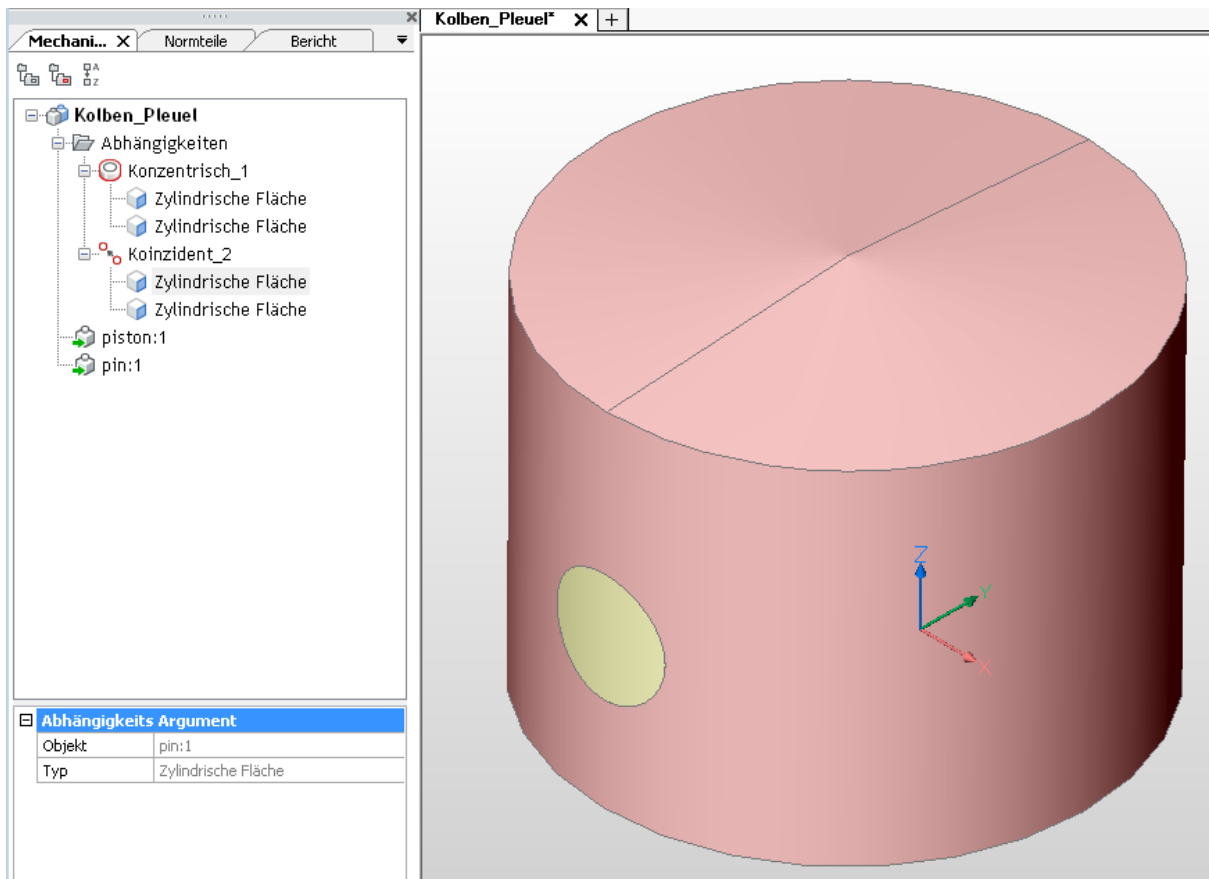 Kolben_Pleuel*
Mechani... Normteile Bericht
Kolben_Pleuel
Abhängigkeiten
Konzentrisch_1
Zylindrische Fläche
Zylindrische Fläche
Koinzident_2
Zylindrische Fläche
Zylindrische Fläche
piston:1
pin:1
Abhängigkeits Argument
Objekt pin:1
Typ Zylindrische Fläche
Z
Y
X